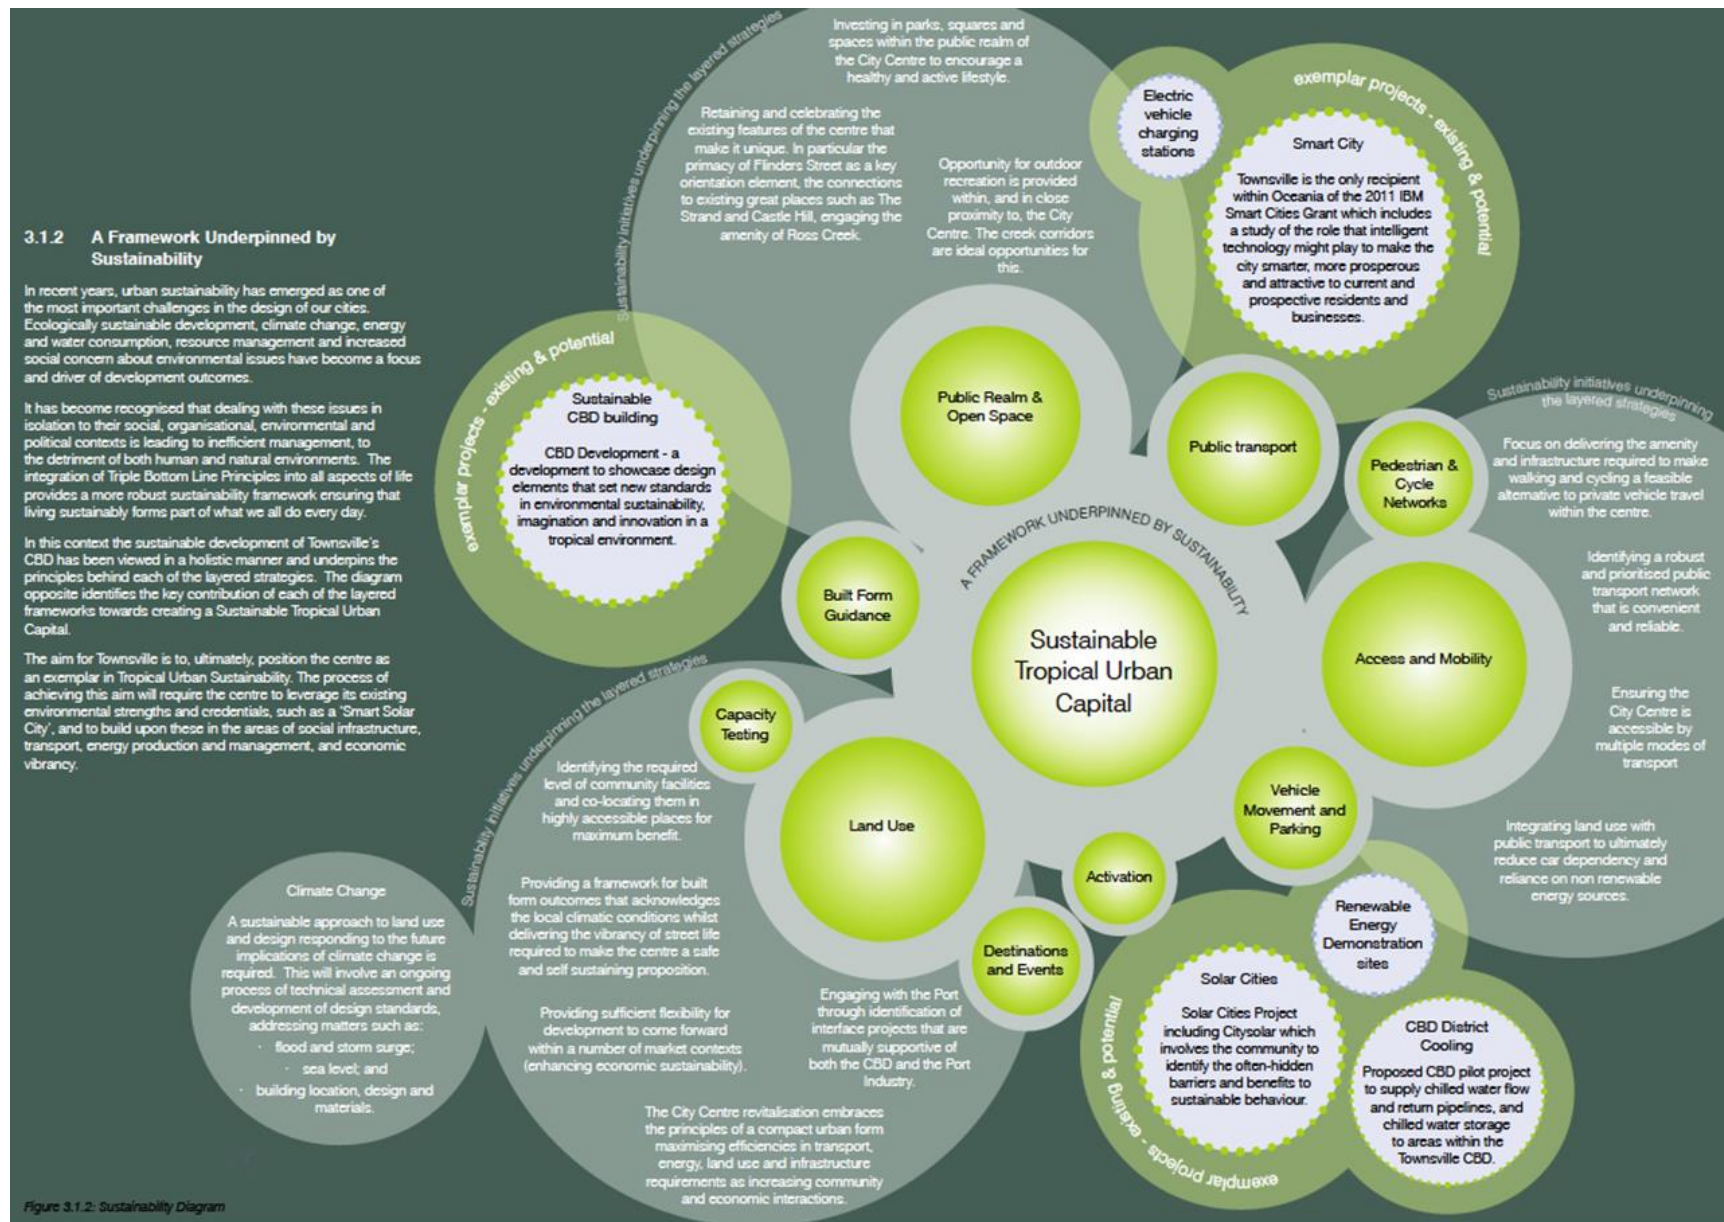 3.1.2 A Framework Underpinned by
Sustainability
In recent years, urban sustainability has emerged as one of
the most important challenges in the design of our cities.
Ecologically sustainable development, climate change, energy
and water consumption, resource management and increased
social concern about environmental issues have become a focus
and driver of development outcomes.
It has become recognised that dealing with these issues in
isolation to their social, organisational, environmental and
political contexts is leading to inefficient management, to
the detriment of both human and natural environments. The
integration of Triple Bottom Line Principles into all aspects of life
provides a more robust sustainability framework ensuring that
living sustainably forms part of what we all do every day.
In this context the sustainable development of Townsville's
CBD has been viewed in a holistic manner and underpins the
principles behind each of the layered strategies. The diagram
opposite identifies the key contribution of each of the layered
frameworks towards creating a Sustainable Tropical Urban
Capital.
The aim for Townsville is to, ultimately, position the centre as
an exemplar in Tropical Urban Sustainability. The process of
achieving this aim will require the centre to leverage its existing
environmental strengths and credentials, such as a 'Smart Solar
City', and to build upon these in the areas of social infrastructure,
transport, energy production and management, and economic
vibrancy.
Sustainability initiatives underpinning the layered strategies
Investing in parks, squares and
spaces within the public realm of
the City Centre to encourage a
healthy and active lifestyle.
Retaining and celebrating the
existing features of the centre that
make it unique. In particular the
primacy of Flinders Street as a key
orientation element, the connections
to existing great places such as The
Strand and Castle Hill, engaging the
amenity of Ross Creek.
Opportunity for outdoor
recreation is provided
within, and in close
proximity to, the City
Centre. The creek corridors
are ideal opportunities for
this.
Electric
vehicle
charging
stations
exemplar projects - existing & potential
Smart City
Townsville is the only recipient
within Oceania of the 2011 IBM
Smart Cities Grant which includes
a study of the role that intelligent
technology might play to make the
city smarter, more prosperous
and attractive to current and
prospective residents and
businesses.
exemplar projects - existing & potential
Sustainable
CBD building
CBD Development - a
development to showcase design
elements that set new standards
in environmental sustainability,
imagination and innovation in a
tropical environment.
Public Realm &
Open Space
Public transport
Pedestrian &
Cycle
Networks
Sustainability initiatives underpinning
the layered strategies
Focus on delivering the amenity
and infrastructure required to make
walking and cycling a feasible
alternative to private vehicle travel
within the centre.
Identifying a robust
and prioritised public
transport network
that is convenient
and reliable.
Ensuring the
City Centre is
accessible by
multiple modes of
transport
Integrating land use with
public transport to ultimately
reduce car dependency and
reliance on non renewable
energy sources.
Built Form
Guidance
A FRAMEWORK UNDERPINNED BY SUSTAINABILITY
Sustainable
Tropical Urban
Capital
Access and Mobility
Capacity
Testing
Land Use
Vehicle
Movement and
Parking
Activation
Destinations
and Events
Sustainability initiatives underpinning the layered strategies
Identifying the required
level of community facilities
and co-locating them in
highly accessible places for
maximum benefit.
Providing a framework for built
form outcomes that acknowledges
the local climatic conditions whilst
delivering the vibrancy of street life
required to make the centre a safe
and self sustaining proposition.
Providing sufficient flexibility for
development to come forward
within a number of market contexts
(enhancing economic sustainability).
Engaging with the Port
through identification of
interface projects that are
mutually supportive of
both the CBD and the Port
Industry.
The City Centre revitalisation embraces
the principles of a compact urban form
maximising efficiencies in transport,
energy, land use and infrastructure
requirements as increasing community
and economic interactions.
Climate Change
A sustainable approach to land use
and design responding to the future
implications of climate change is
required. This will involve an ongoing
process of technical assessment and
development of design standards,
addressing matters such as:
· flood and storm surge;
· sea level; and
· building location, design and
materials.
Renewable
Energy
Demonstration
sites
exemplar projects - existing & potential
Solar Cities
Solar Cities Project
including Citysolar which
involves the community to
identify the often-hidden
barriers and benefits to
sustainable behaviour.
CBD District
Cooling
Proposed CBD pilot project
to supply chilled water flow
and return pipelines, and
chilled water storage
to areas within the
Townsville CBD.
Figure 3.1.2: Sustainability Diagram